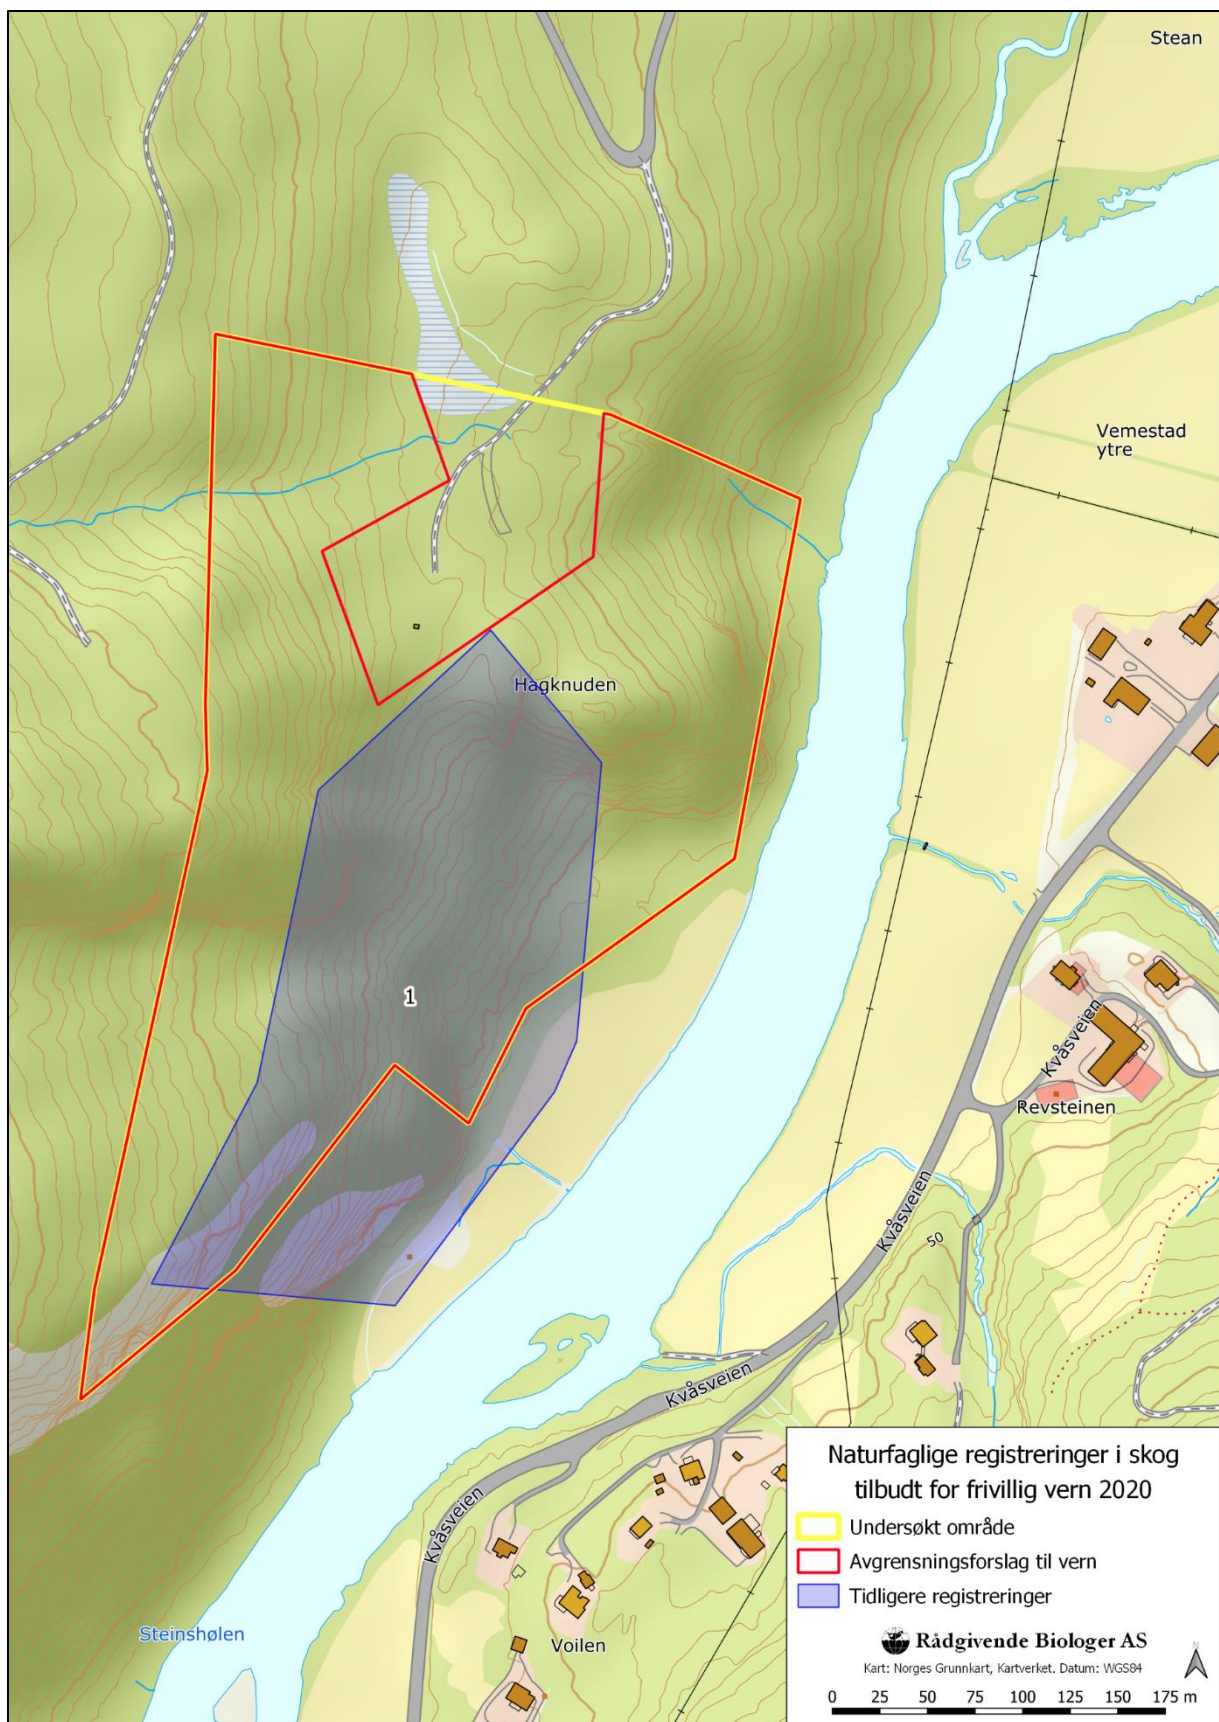 Stean
Vemestad
ytre
Hagknuden
1
Kvåsveien
Revsteinen
Kvåsveien
50
Kvåsveien
Kvåsveien
Steinshølen
Voilen
Naturfaglige registreringer i skog
tilbudt for frivillig vern 2020
Undersøkt område
Avgrensningsforslag til vern
Tidligere registreringer
Rådgivende Biologer AS
Kart: Norges Grunnkart, Kartverket. Datum: WGS84
N
0 25 50 75 100 125 150 175 m